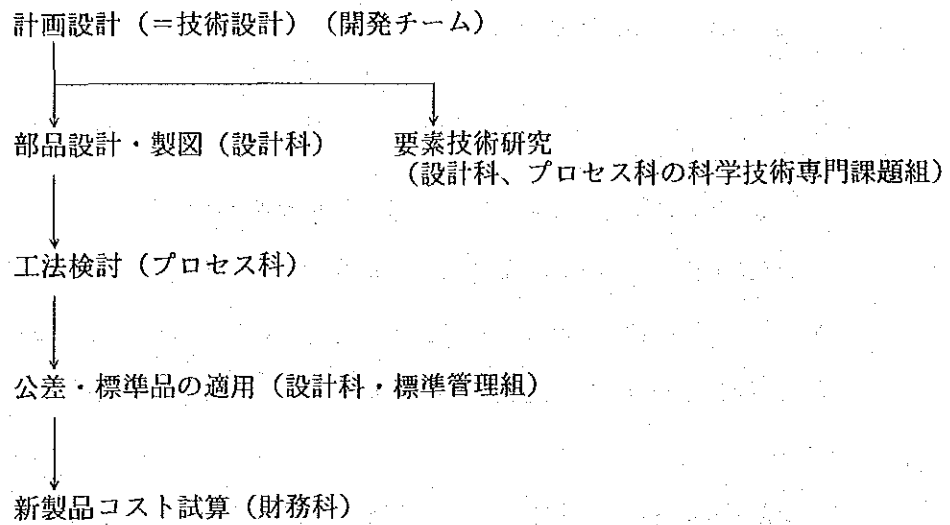 計画設計（＝技術設計）（開発チーム）
部品設計・製図（設計科）　要素技術研究
（設計科、プロセス科の科学技術専門課題組）
工法検討（プロセス科）
公差・標準品の適用（設計科・標準管理組）
新製品コスト試算（財務科）